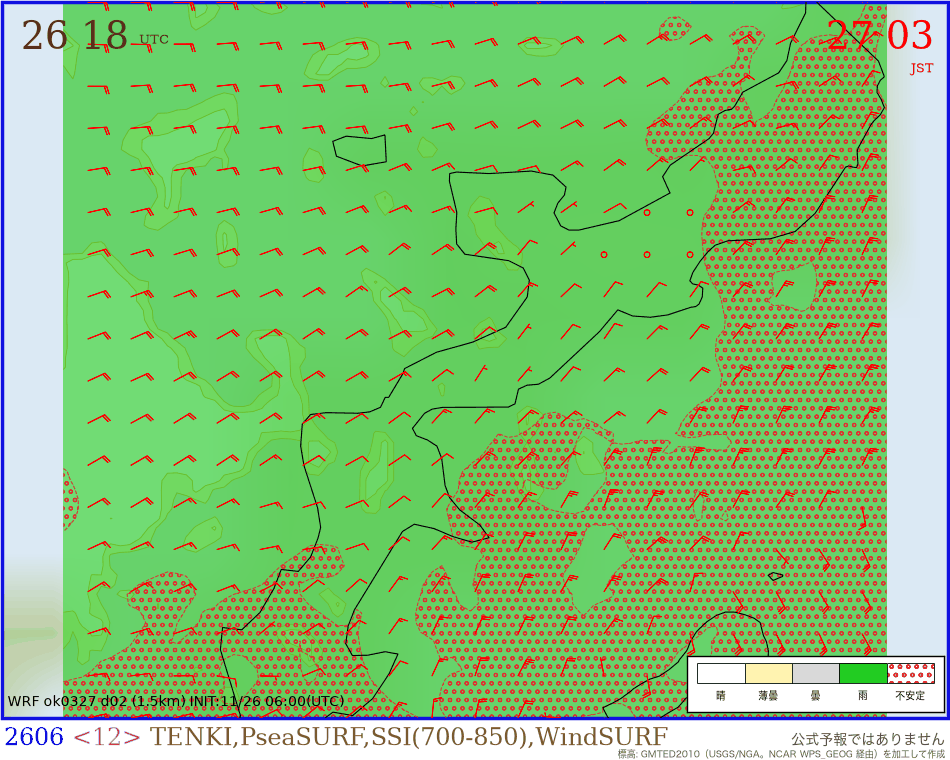 26 18 UTC
27 03
JST
WRF ok0327 d02 (1.5km) INIT:11/26 06:00(UTC)
晴 薄曇 曇 雨 不安定
2606 <12> TENKI,PseaSURF,SSI(700-850),WindSURF
公式予報ではありません
標高: GMTED2010（USGS/NGA。NCAR WPS_GEOG 経由）を加工して作成